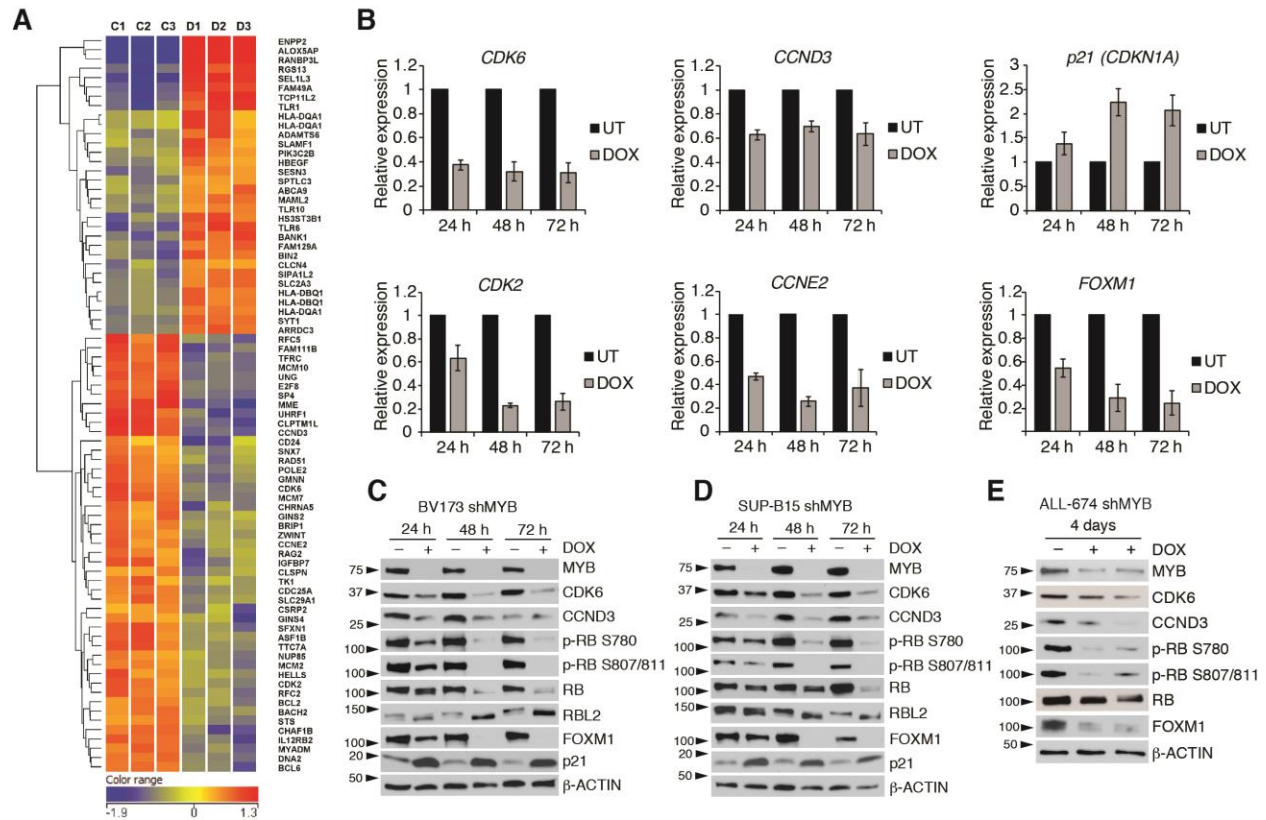 A
C1 C2 C3 D1 D2 D3
ENPP2
ALOX5AP
RANBP3L
RGS13
SEL1L3
FAM49A
TCP11L2
TLR1
HLA-DQA1
HLA-DQA1
ADAMTS6
SLAMF1
PIK3C2B
HBEGF
SESN3
SPTLC3
ABCA9
MAML2
TLR10
HS3ST3B1
TLR6
BANK1
FAM129A
BIN2
CLCN4
SIPA1L2
SLC2A3
HLA-DBQ1
HLA-DBQ1
HLA-DQA1
SYT1
ARRDC3
RFC5
FAM111B
TFRC
MCM10
UNG
E2F8
SP4
MME
UHRF1
CLPTM1L
CCND3
CD24
SNX7
RAD51
POLE2
GMNN
CDK6
MCM7
CHRNA5
GINS2
BRIP1
ZWINT
CCNE2
RAG2
IGFBP7
CLSPN
TK1
CDC25A
SLC29A1
CSRP2
GINS4
SFXN1
ASF1B
TTC7A
NUP85
MCM2
HELLS
CDK2
RFC2
BCL2
BACH2
STS
CHAF1B
IL12RB2
MYADM
DNA2
BCL6
Color range
-1.9 0 1.3
B
CDK6
Relative expression
1.2
1
0.8
0.6
0.4
0.2
0
24 h 48 h 72 h
UT
DOX
CCND3
Relative expression
1.2
1
0.8
0.6
0.4
0.2
0
24 h 48 h 72 h
UT
DOX
p21 (CDKN1A)
Relative expression
3
2.5
2
1.5
1
0.5
0
24 h 48 h 72 h
UT
DOX
CDK2
Relative expression
1.2
1
0.8
0.6
0.4
0.2
0
24 h 48 h 72 h
UT
DOX
CCNE2
Relative expression
1.2
1
0.8
0.6
0.4
0.2
0
24 h 48 h 72 h
UT
DOX
FOXM1
Relative expression
1.2
1
0.8
0.6
0.4
0.2
0
24 h 48 h 72 h
UT
DOX
C
BV173 shMYB
24 h 48 h 72 h
– + – + – + DOX
75 MYB
37 CDK6
25 CCND3
100 p-RB S780
100 p-RB S807/811
100 RB
150 RBL2
100 FOXM1
20 p21
50 β-ACTIN
D
SUP-B15 shMYB
24 h 48 h 72 h
– + – + – + DOX
75 MYB
37 CDK6
25 CCND3
100 p-RB S780
100 p-RB S807/811
100 RB
150 RBL2
100 FOXM1
20 p21
50 β-ACTIN
E
ALL-674 shMYB
4 days
– + + DOX
75 MYB
37 CDK6
25 CCND3
100 p-RB S780
100 p-RB S807/811
100 RB
100 FOXM1
50 β-ACTIN